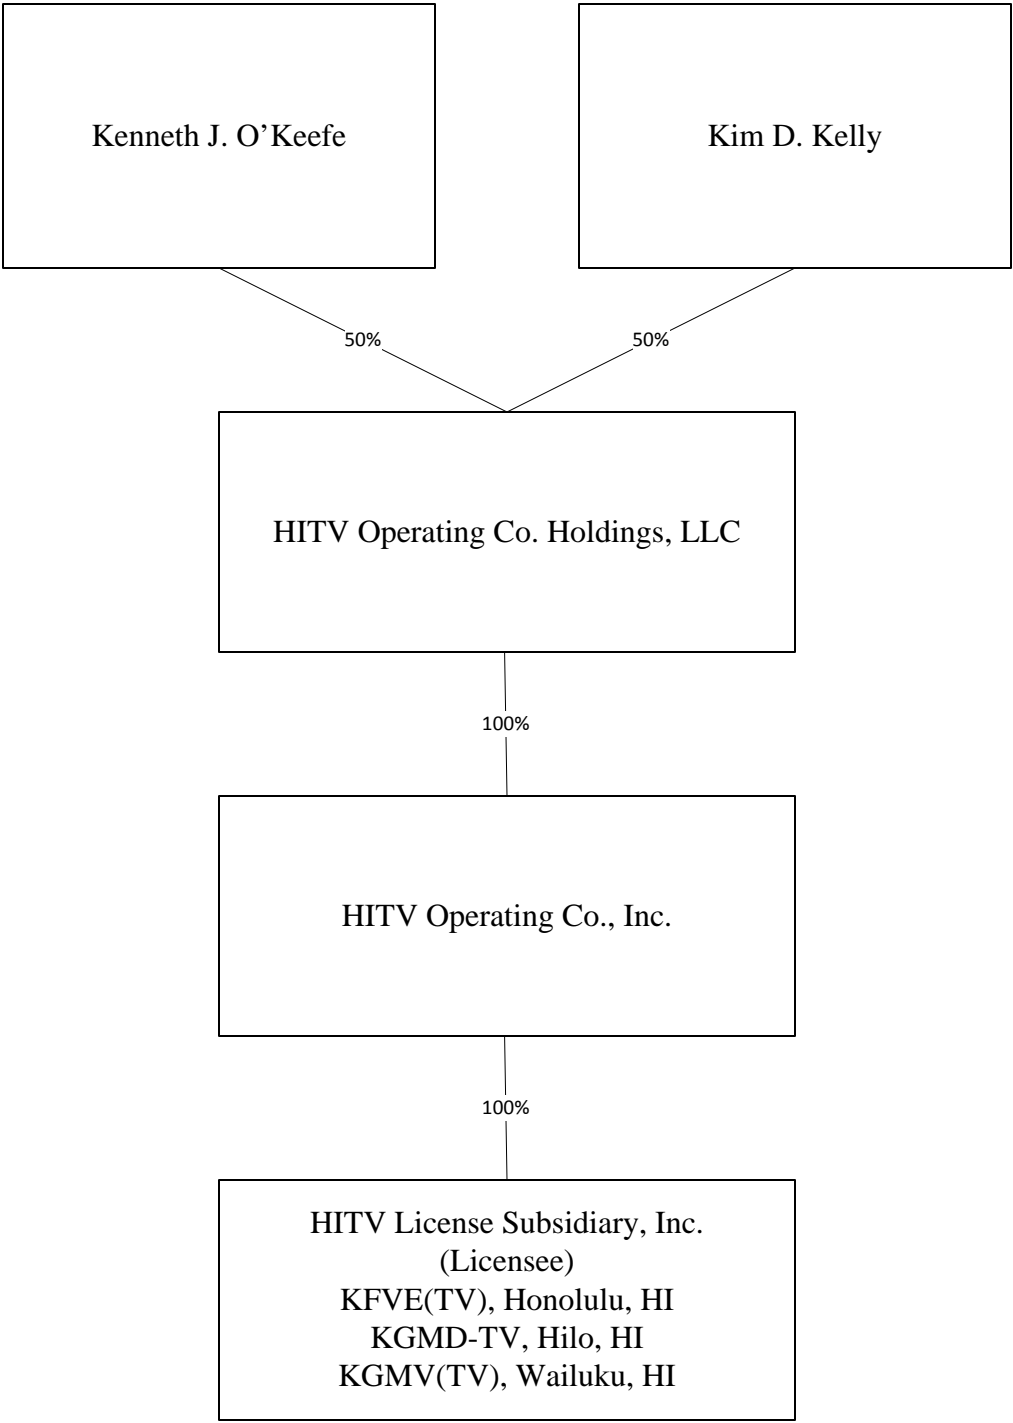 Kenneth J. O’Keefe
Kim D. Kelly
50%
50%
HITV Operating Co. Holdings, LLC
100%
HITV Operating Co., Inc.
100%
HITV License Subsidiary, Inc.
(Licensee)
KFVE(TV), Honolulu, HI
KGMD-TV, Hilo, HI
KGMV(TV), Wailuku, HI